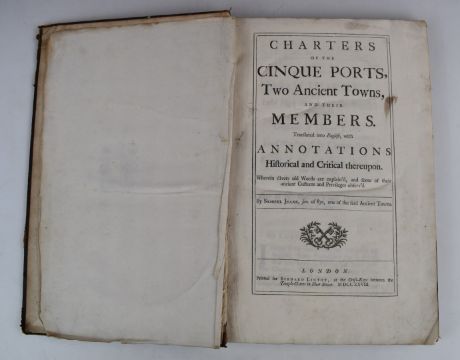 CHARTERS
OF THE
CINQUE PORTS,
Two Ancient Towns,
AND THEIR
MEMBERS.
Translated into English, with
ANNOTATIONS
Historical and Critical thereupon.
Wherein divers old Words are explain'd, and some of their
ancient Customs and Privileges observ'd.
By SAMUEL JEAKE, sen. of Rye, one of the said Ancient Towns.
LONDON:
Printed for BERNARD LINTOT, at the Cross-Keys between the
Temple-Gates in Fleet-Street. MDCCXXVIII.